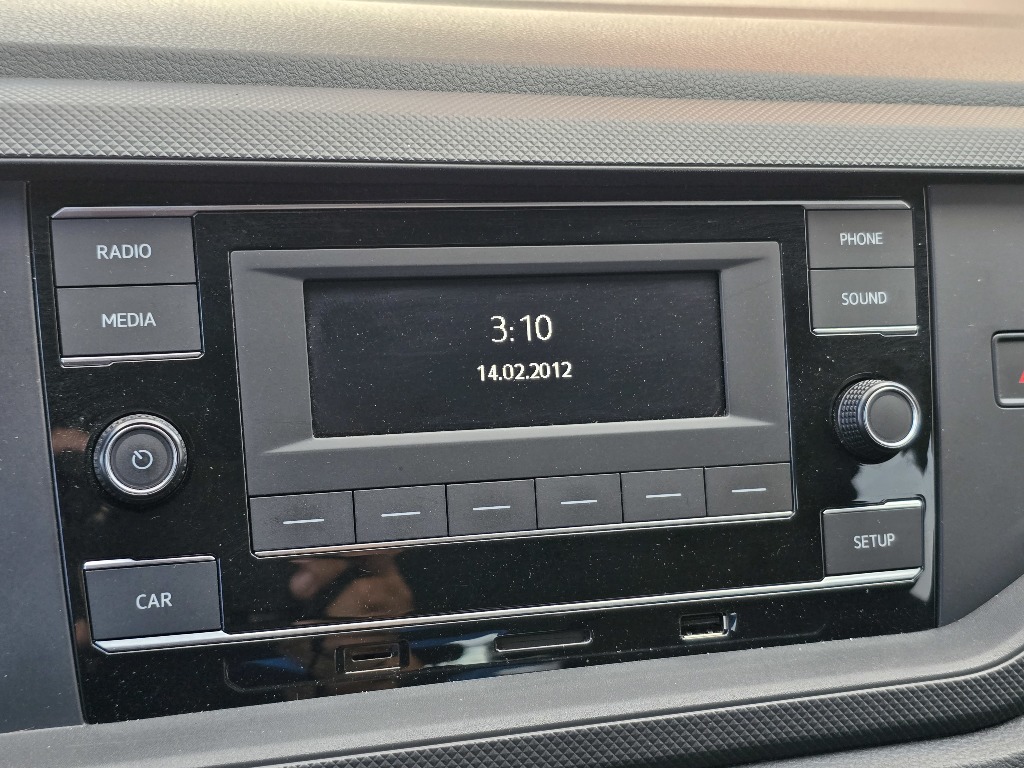 RADIO
MEDIA
3:10
14.02.2012
PHONE
SOUND
CAR
SETUP